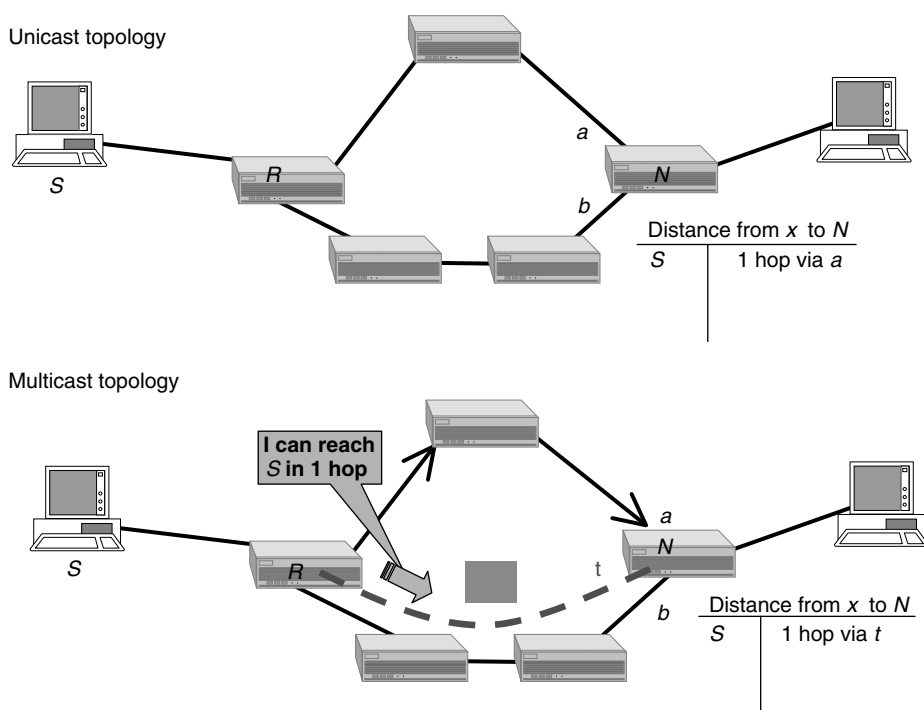 Unicast topology
a
R
N
S
b
Distance from x to N
S 1 hop via a
Multicast topology
I can reach
S in 1 hop
a
N
R
t
S
b
Distance from x to N
S 1 hop via t